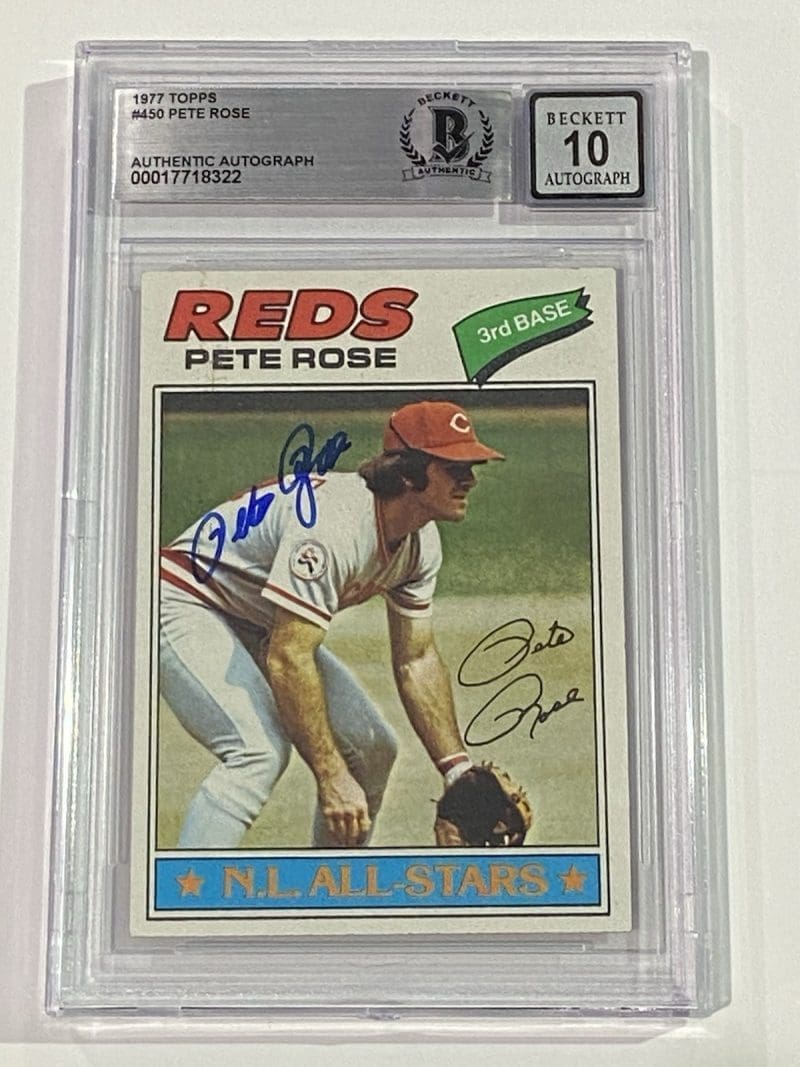 1977 TOPPS
#450 PETE ROSE
AUTHENTIC AUTOGRAPH
00017718322
BECKETT
B
AUTHENTIC
BECKETT
10
AUTOGRAPH
REDS
PETE ROSE
3rd BASE
C
Pete Rose
Pete
Rose
N.L. ALL-STARS